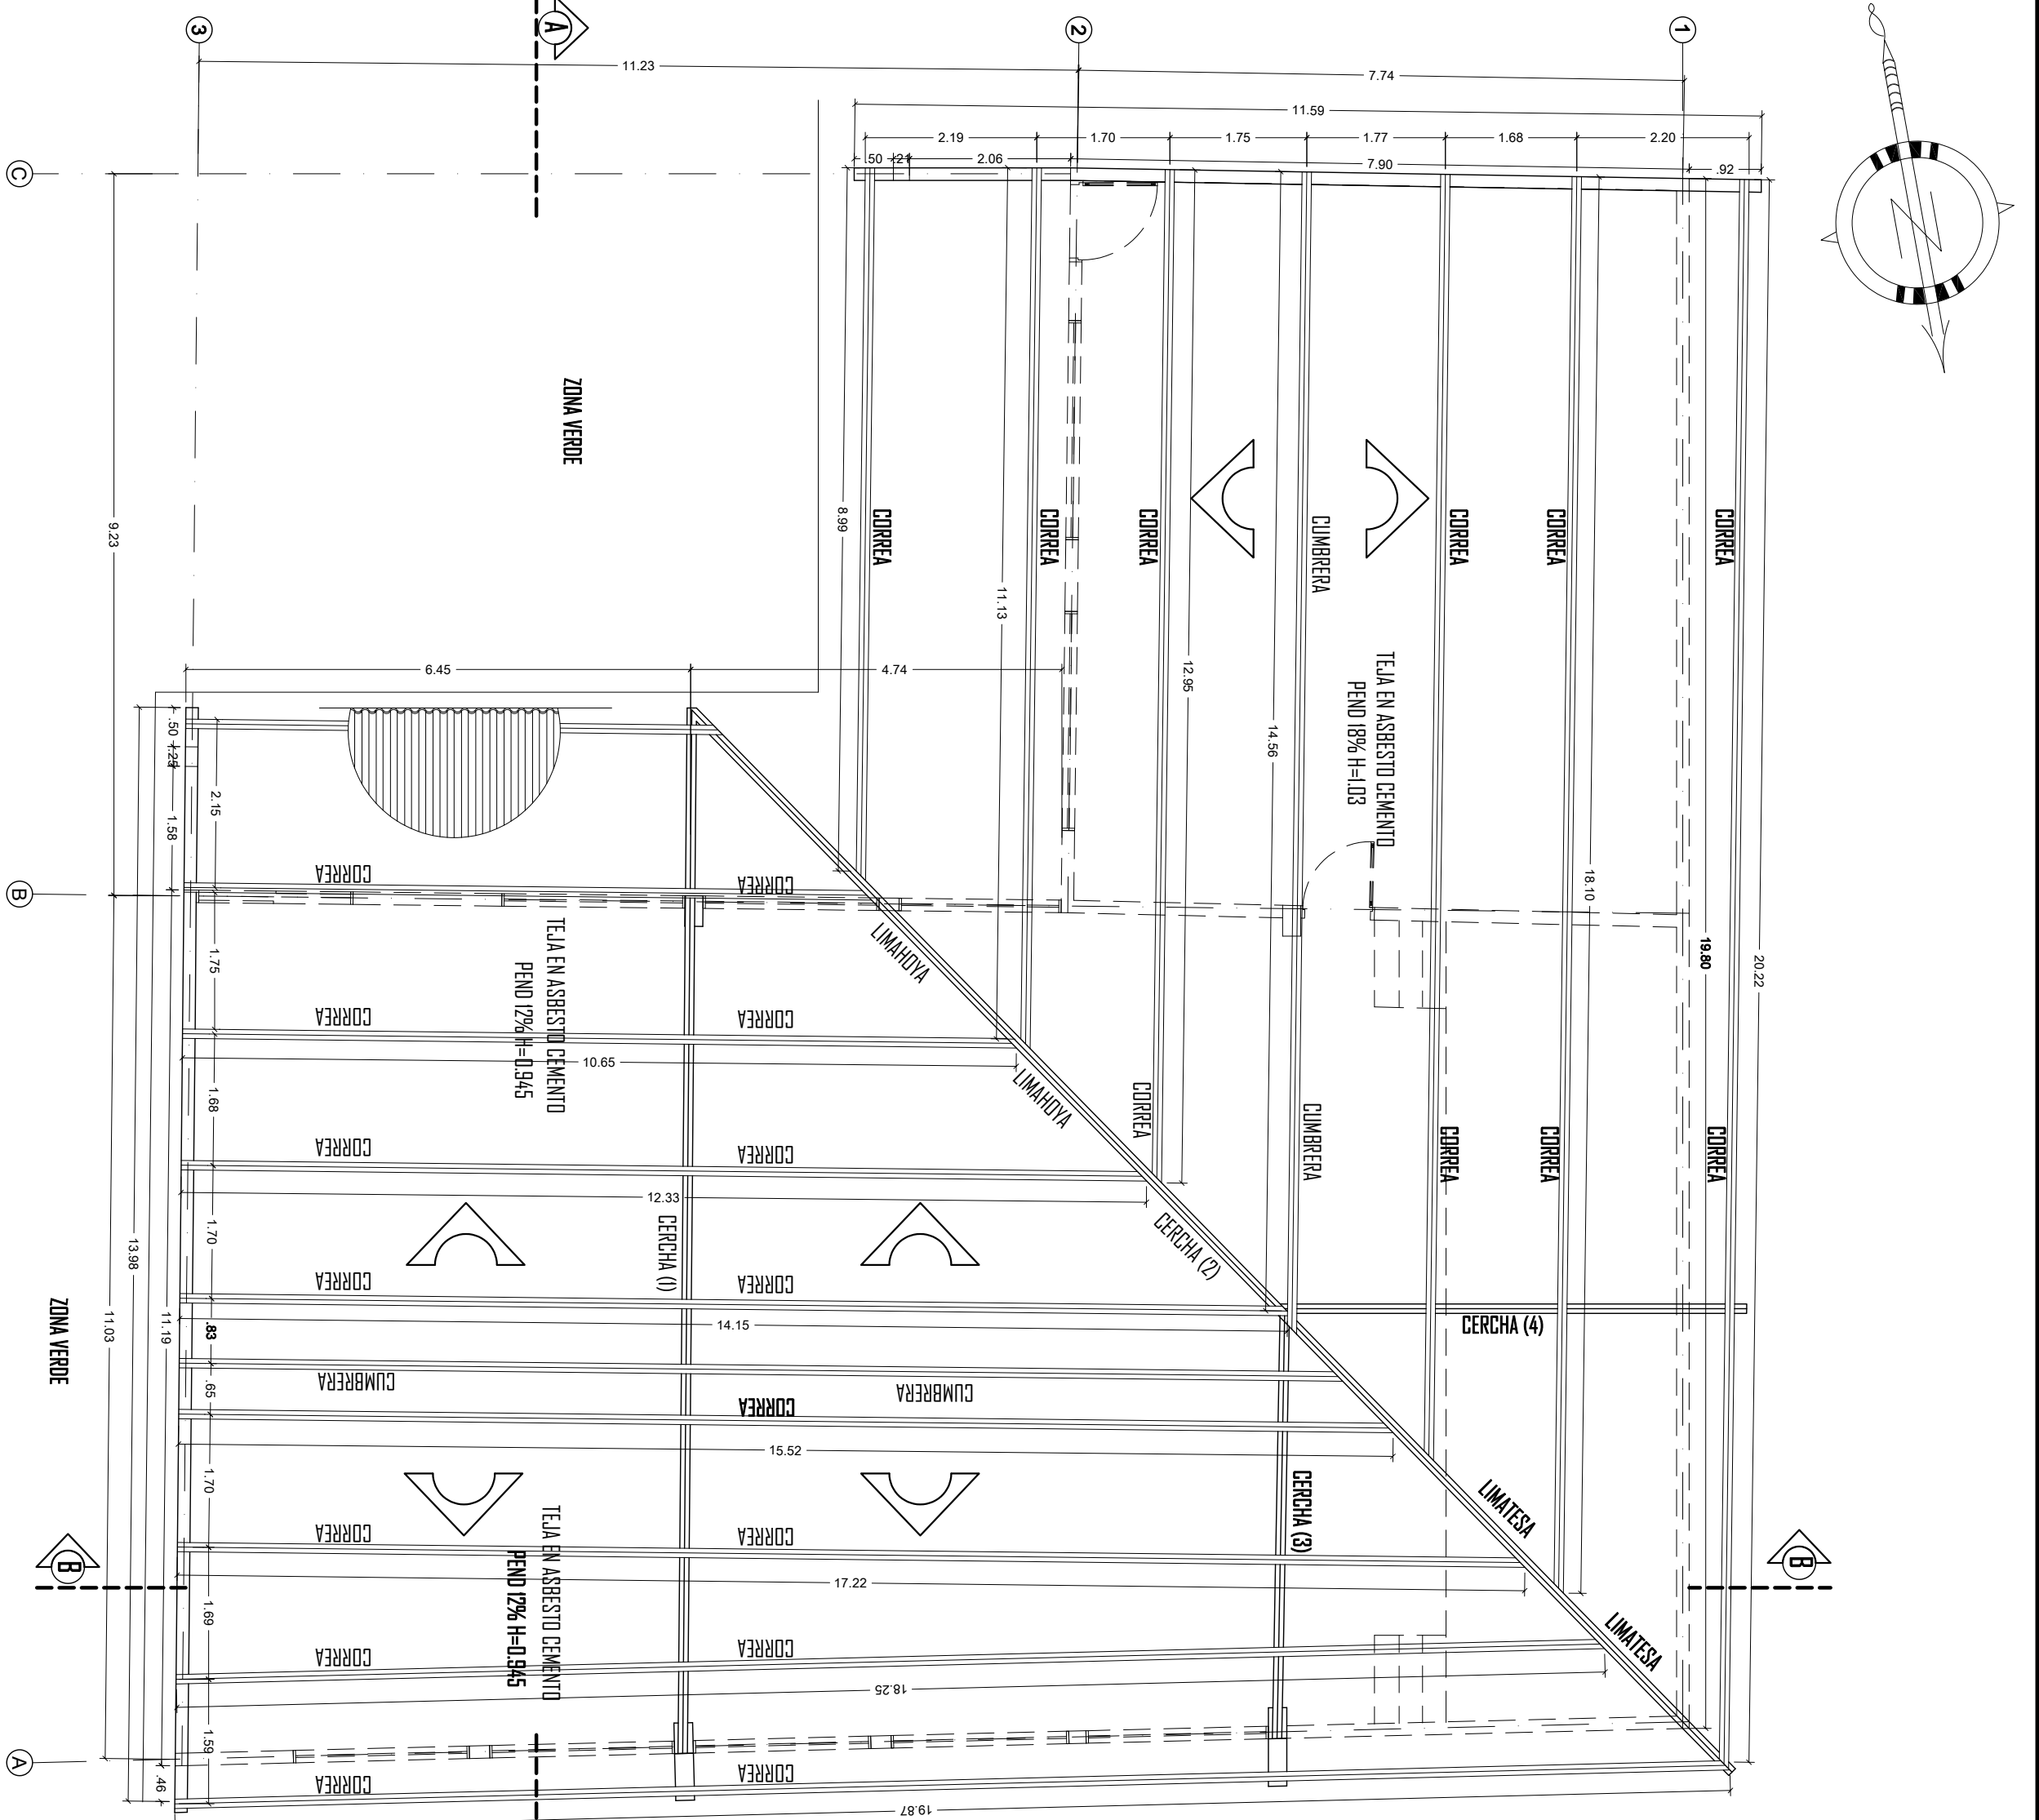 3
A
2
1
11.23
7.74
11.59
2.19
1.70
1.75
1.77
1.68
2.20
.50
.21
2.06
7.90
.92
C
ZONA VERDE
8.99
9.23
CORREA
CORREA
CORREA
CUMBRERA
CORREA
CORREA
CORREA
11.13
12.95
14.56
TEJA EN ASBESTO CEMENTO
PEND 18% H=1.03
6.45
4.74
.50
1.25
2.15
1.58
18.10
19.80
20.22
B
CORREA
CORREA
LIMAHOYA
TEJA EN ASBESTO CEMENTO
PEND 12% H=0.945
1.75
CORREA
CORREA
10.65
LIMAHOYA
1.68
CORREA
CUMBRERA
CORREA
CORREA
CORREA
CORREA
CORREA
12.33
CERCHA (1)
CERCHA (2)
1.70
13.98
11.03
11.19
ZONA VERDE
CORREA
CORREA
14.15
CERCHA (4)
.83
.65
CUMBRERA
CUMBRERA
CORREA
15.52
1.70
CERCHA (3)
LIMATESA
TEJA EN ASBESTO CEMENTO
PEND 12% H=0.945
CORREA
CORREA
B
B
17.22
1.69
LIMATESA
CORREA
CORREA
18.25
1.59
A
.46
CORREA
CORREA
19.87